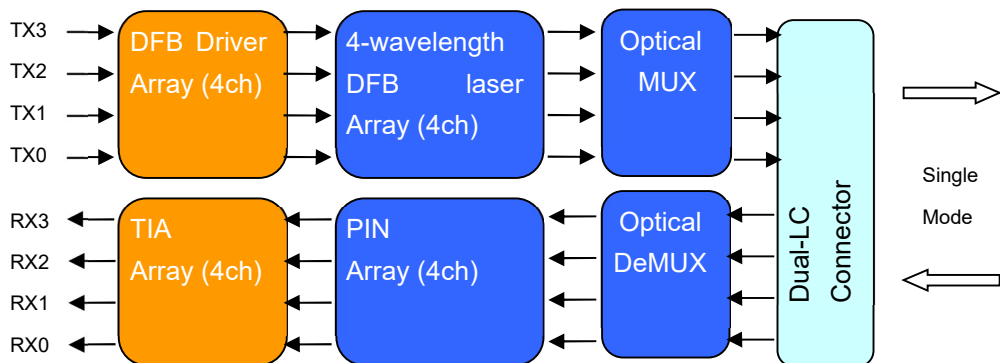 TX3
TX2
TX1
TX0
DFB Driver
Array (4ch)
4-wavelength
DFB laser
Array (4ch)
Optical
MUX
RX3
RX2
RX1
RX0
TIA
Array (4ch)
PIN
Array (4ch)
Optical
DeMUX
Dual-LC
Connector
Single
Mode